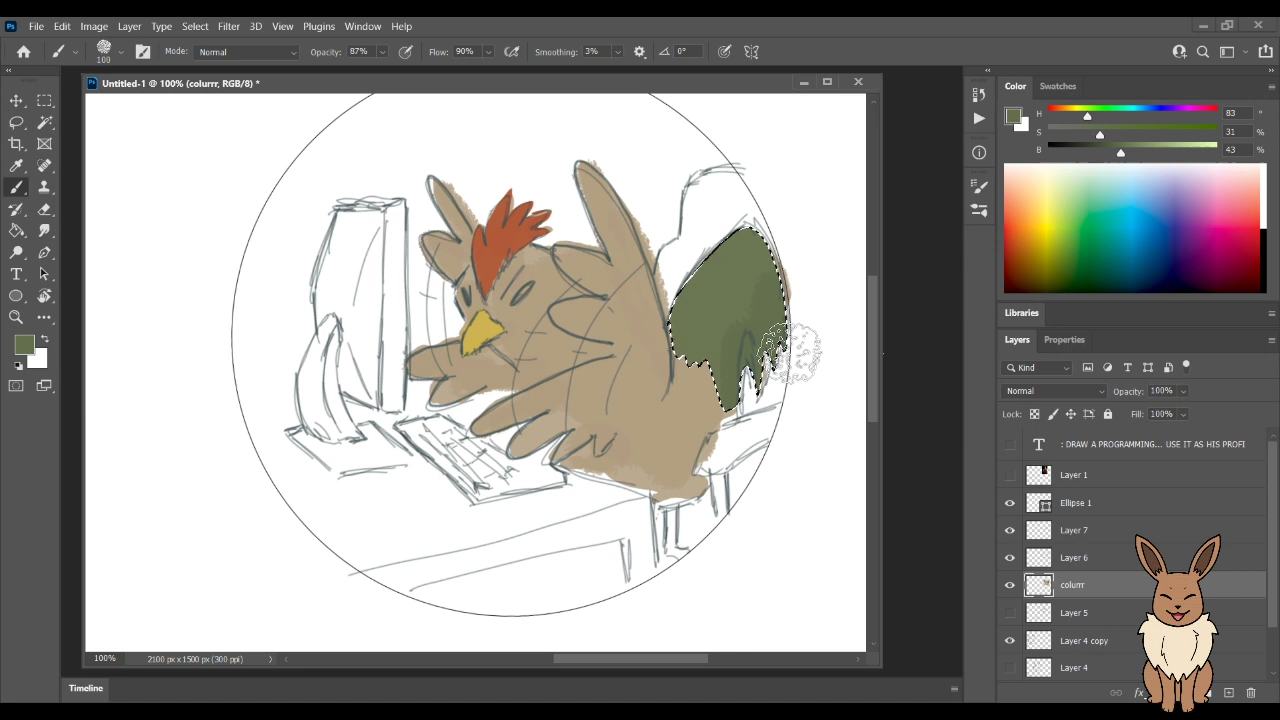 Ps File Edit Image Layer Type Select Filter 3D View Plugins Window Help
100 Mode: Normal Opacity: 87% Flow: 90% Smoothing: 3% 0°
Ps Untitled-1 @ 100% (colurrr, RGB/8) *
Color Swatches
H 83 °
S 31 %
B 43 %
Libraries
Layers Properties
Kind
Normal Opacity: 100%
Lock: Fill: 100%
T : DRAW A PROGRAMMING... USE IT AS HIS PROFI
Layer 1
Ellipse 1
Layer 7
Layer 6
colurrr
Layer 5
Layer 4 copy
Layer 4
100% 2100 px x 1500 px (300 ppi)
Timeline
fx